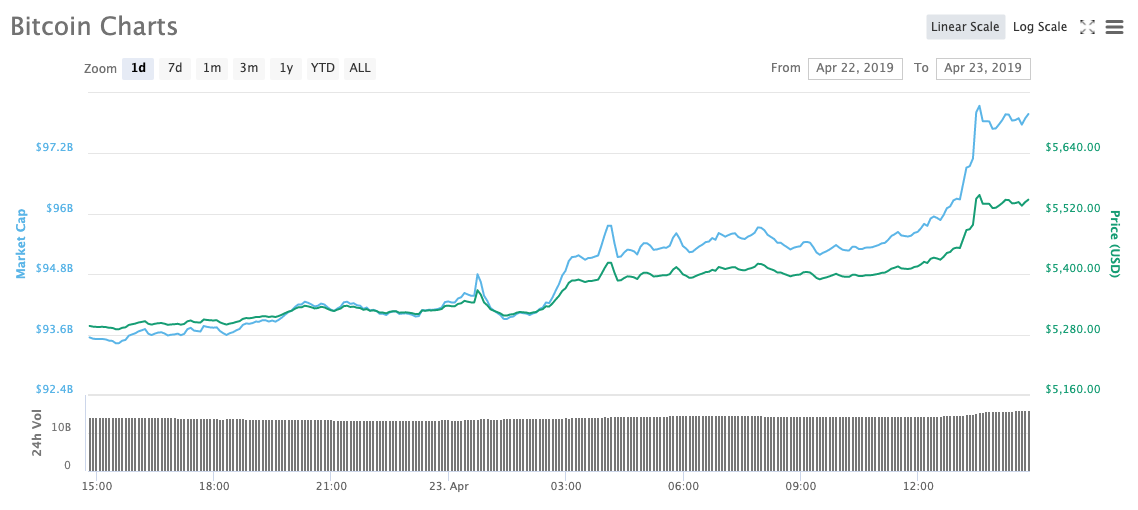 Bitcoin Charts
Linear Scale Log Scale
Zoom 1d 7d 1m 3m 1y YTD ALL From Apr 22, 2019 To Apr 23, 2019
$97.2B $5,640.00
$96B $5,520.00
Market Cap
Price (USD)
$94.8B $5,400.00
$93.6B $5,280.00
$92.4B $5,160.00
24h Vol
10B
0
15:00 18:00 21:00 23. Apr 03:00 06:00 09:00 12:00